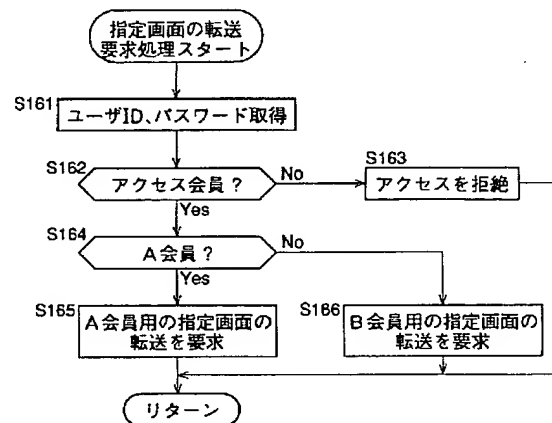 指定画面の転送
要求処理スタート
S161
ユーザID、パスワード取得
S162
アクセス会員?
No
S163
アクセスを拒絶
Yes
S164
A会員?
No
Yes
S165
A会員用の指定画面の
転送を要求
S166
B会員用の指定画面の
転送を要求
リターン